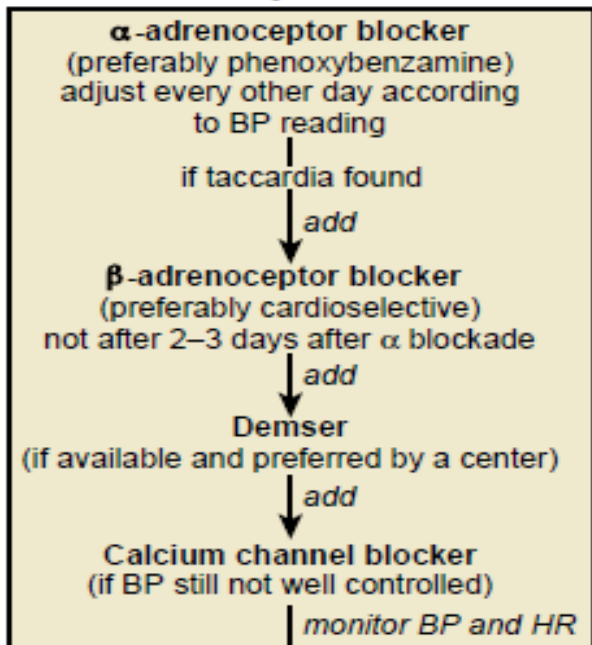 α-adrenoceptor blocker
(preferably phenoxybenzamine)
adjust every other day according
to BP reading
if taccardia found
add
β-adrenoceptor blocker
(preferably cardioselective)
not after 2–3 days after α blockade
add
Demser
(if available and preferred by a center)
add
Calcium channel blocker
(if BP still not well controlled)
monitor BP and HR